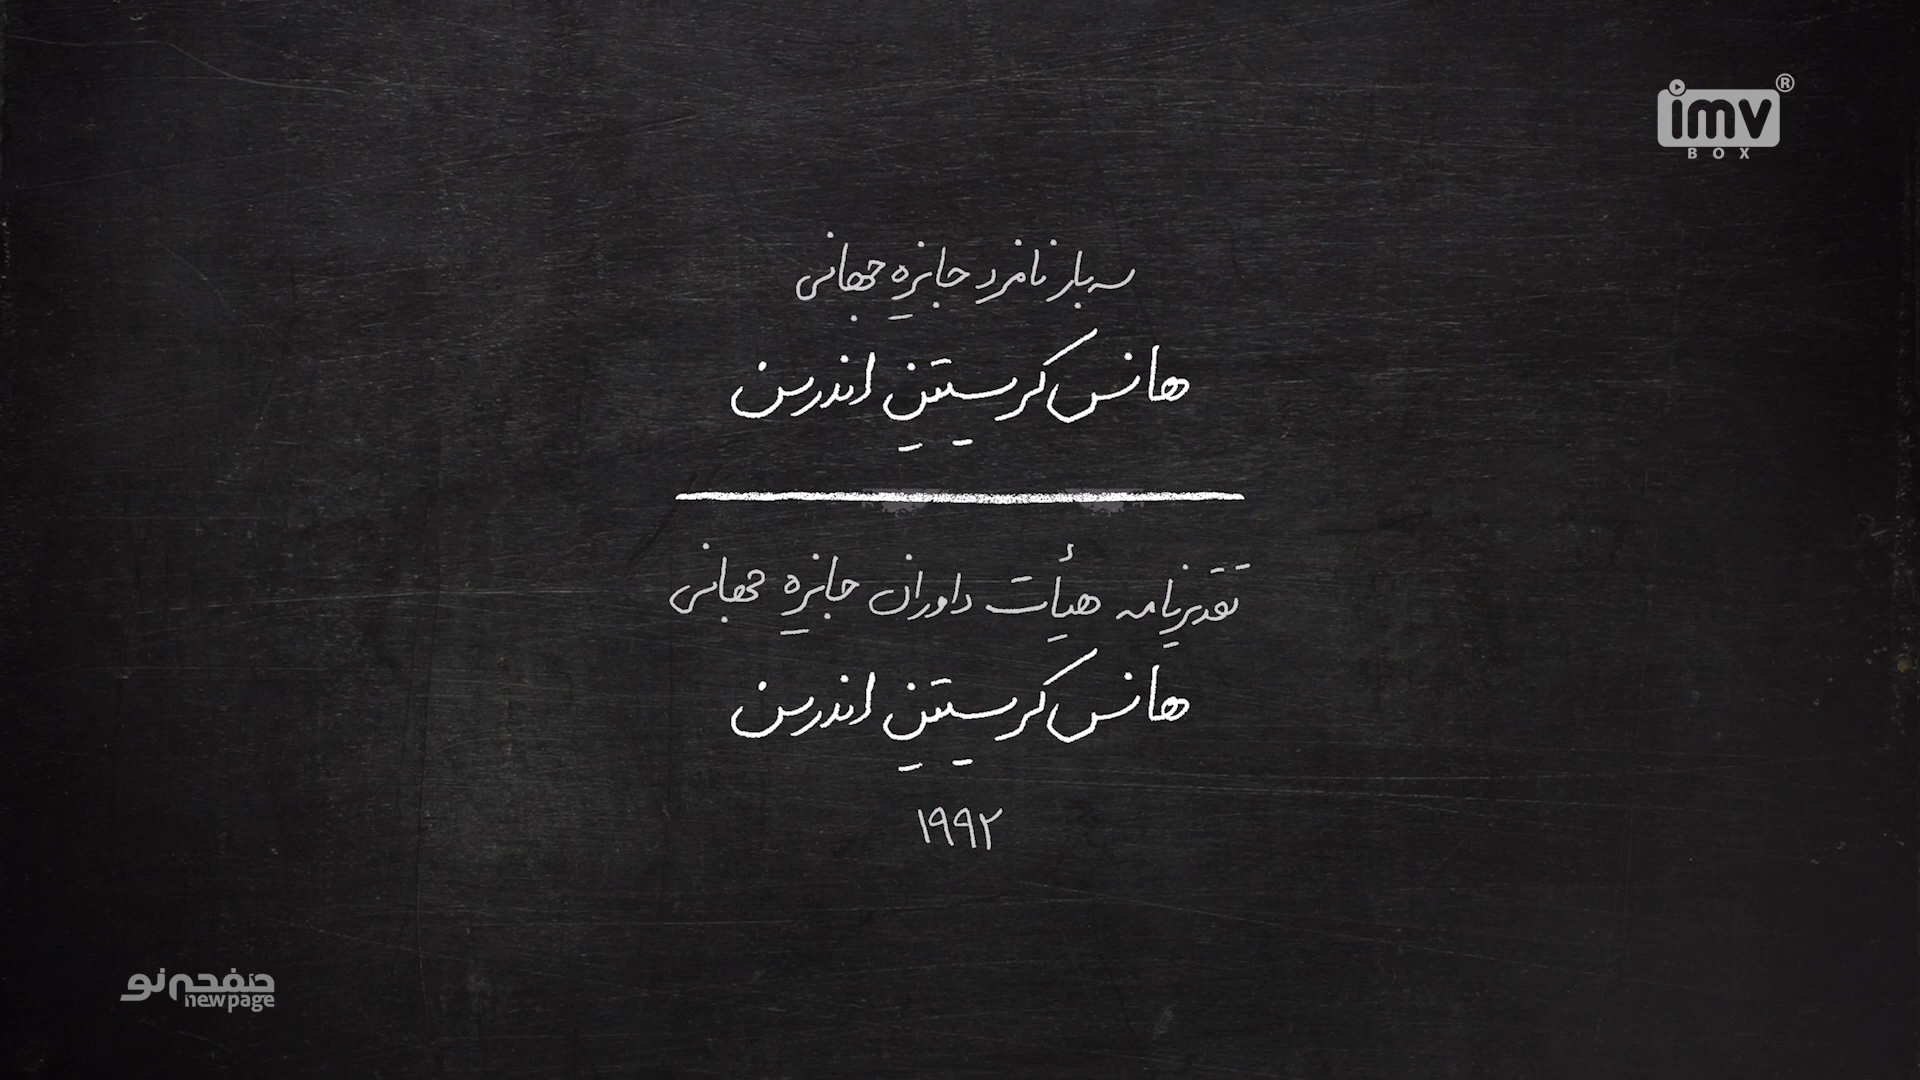 imv®
BOX
سه بار نامزد جایزه جهانی
هانس کریستین اندرسن
تقدیرنامه هیأت داوران جایزه جهانی
هانس کریستین اندرسن
۱۹۹۲
صفحه نو
newpage